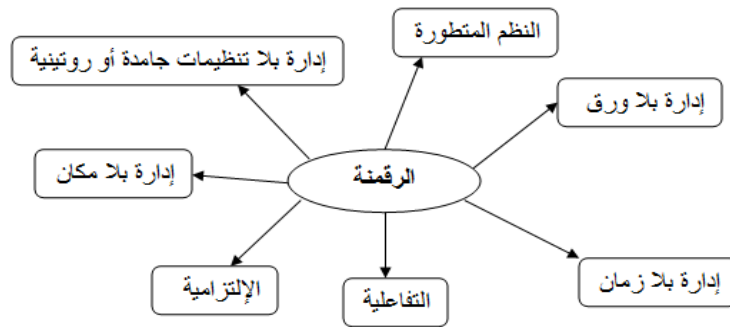 النظم المتطورة
إدارة بلا تنظيمات جامدة أو روتينية
إدارة بلا ورق
الرقمنة
إدارة بلا مكان
إدارة بلا زمان
الإلتزامية
التفاعلية